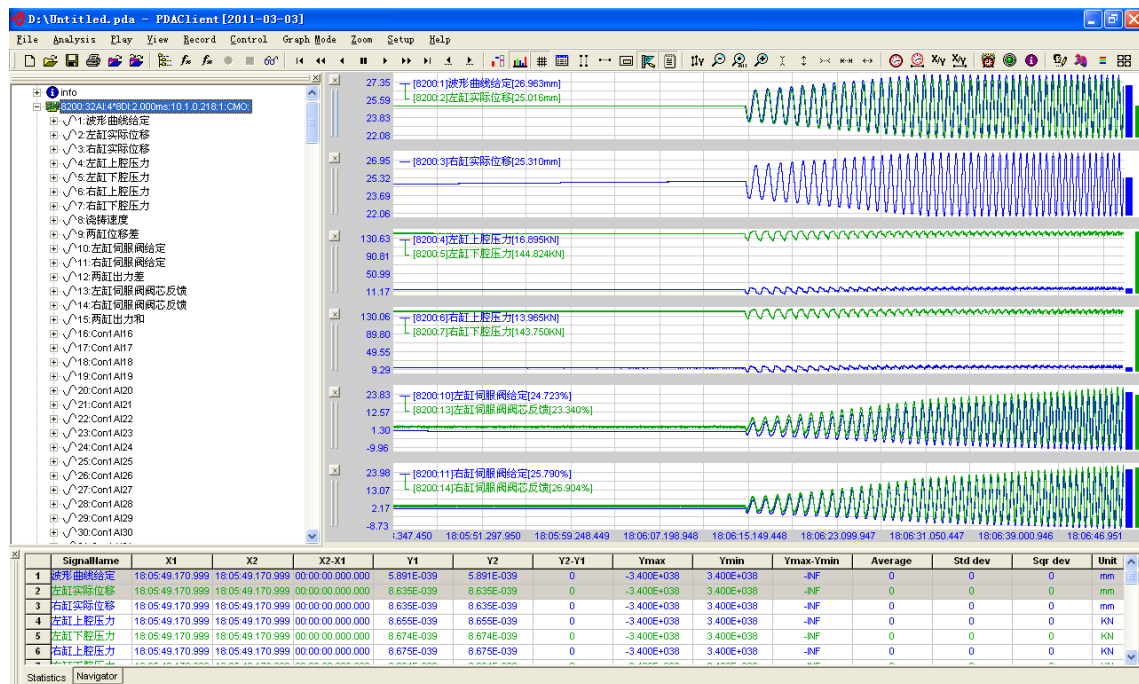 D:\Untitled.pda - PDAClient[2011-03-03]
File Analysis Play View Record Control Graph Mode Zoom Setup Help
info
8200:32AI:4*8DI:2.000ms:10.1.0.218:1:CMO:
1:波形曲线给定
2:左缸实际位移
3:右缸实际位移
4:左缸上腔压力
5:左缸下腔压力
6:右缸上腔压力
7:右缸下腔压力
8:浇铸速度
9:两缸位移差
10:左缸伺服阀给定
11:右缸伺服阀给定
12:两缸出力差
13:左缸伺服阀阀芯反馈
14:右缸伺服阀阀芯反馈
15:两缸出力和
16:Con1AI16
17:Con1AI17
18:Con1AI18
19:Con1AI19
20:Con1AI20
21:Con1AI21
22:Con1AI22
23:Con1AI23
24:Con1AI24
25:Con1AI25
26:Con1AI26
27:Con1AI27
28:Con1AI28
29:Con1AI29
30:Con1AI30
27.35 [8200:1]波形曲线给定[26.963mm]
25.59 [8200:2]左缸实际位移[25.016mm]
23.83
22.08
26.95 [8200:3]右缸实际位移[25.310mm]
25.32
23.69
22.06
130.63 [8200:4]左缸上腔压力[16.895KN]
90.81 [8200:5]左缸下腔压力[144.824KN]
50.99
11.17
130.06 [8200:6]右缸上腔压力[13.965KN]
89.80 [8200:7]右缸下腔压力[143.750KN]
49.55
9.29
23.83 [8200:10]左缸伺服阀给定[24.723%]
12.57 [8200:13]左缸伺服阀阀芯反馈[23.340%]
1.30
-9.96
23.98 [8200:11]右缸伺服阀给定[25.790%]
13.07 [8200:14]右缸伺服阀阀芯反馈[26.904%]
2.17
-8.73
:347.450 18:05:51.297.950 18:05:59.248.449 18:06:07.198.948 18:06:15.149.448 18:06:23.099.947 18:06:31.050.447 18:06:39.000.946 18:06:46.951
SignalName X1 X2 X2-X1 Y1 Y2 Y2-Y1 Ymax Ymin Ymax-Ymin Average Std dev Sqr dev Unit
1 波形曲线给定 18:05:49.170.999 18:05:49.170.999 00:00:00.000.000 5.891E-039 5.891E-039 0 -3.400E+038 3.400E+038 -INF 0 0 0 mm
2 左缸实际位移 18:05:49.170.999 18:05:49.170.999 00:00:00.000.000 8.635E-039 8.635E-039 0 -3.400E+038 3.400E+038 -INF 0 0 0 mm
3 右缸实际位移 18:05:49.170.999 18:05:49.170.999 00:00:00.000.000 8.635E-039 8.635E-039 0 -3.400E+038 3.400E+038 -INF 0 0 0 mm
4 左缸上腔压力 18:05:49.170.999 18:05:49.170.999 00:00:00.000.000 8.655E-039 8.655E-039 0 -3.400E+038 3.400E+038 -INF 0 0 0 KN
5 左缸下腔压力 18:05:49.170.999 18:05:49.170.999 00:00:00.000.000 8.674E-039 8.674E-039 0 -3.400E+038 3.400E+038 -INF 0 0 0 KN
6 右缸上腔压力 18:05:49.170.999 18:05:49.170.999 00:00:00.000.000 8.675E-039 8.675E-039 0 -3.400E+038 3.400E+038 -INF 0 0 0 KN
Statistics Navigator